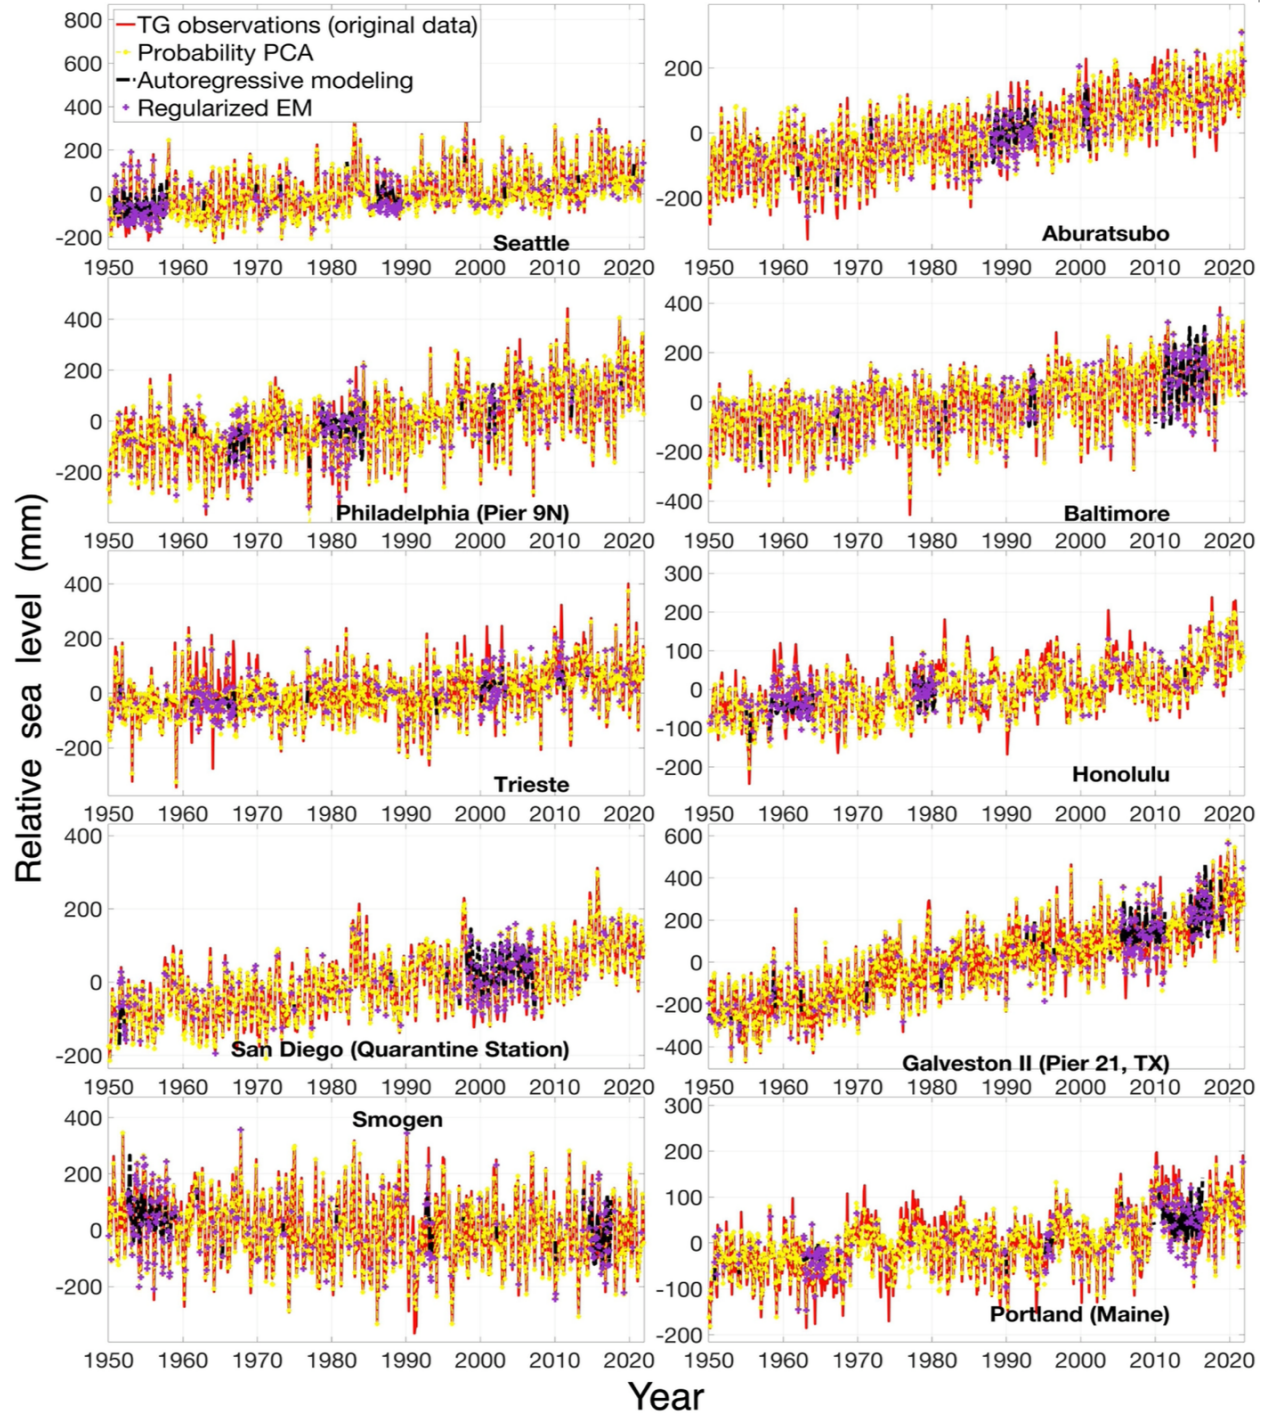 TG observations (original data)
Probability PCA
Autoregressive modeling
Regularized EM
800
600
400
200
0
-200
Seattle
1950 1960 1970 1980 1990 2000 2010 2020
200
0
-200
Aburatsubo
1950 1960 1970 1980 1990 2000 2010 2020
400
200
0
-200
Philadelphia (Pier 9N)
1950 1960 1970 1980 1990 2000 2010 2020
400
200
0
-200
-400
Baltimore
1950 1960 1970 1980 1990 2000 2010 2020
400
200
0
-200
Trieste
1950 1960 1970 1980 1990 2000 2010 2020
300
200
100
0
-100
-200
Honolulu
1950 1960 1970 1980 1990 2000 2010 2020
400
200
0
-200
San Diego (Quarantine Station)
1950 1960 1970 1980 1990 2000 2010 2020
600
400
200
0
-200
-400
Galveston II (Pier 21, TX)
1950 1960 1970 1980 1990 2000 2010 2020
Smogen
400
200
0
-200
1950 1960 1970 1980 1990 2000 2010 2020
300
200
100
0
-100
-200
Portland (Maine)
1950 1960 1970 1980 1990 2000 2010 2020
Relative sea level (mm)
Year